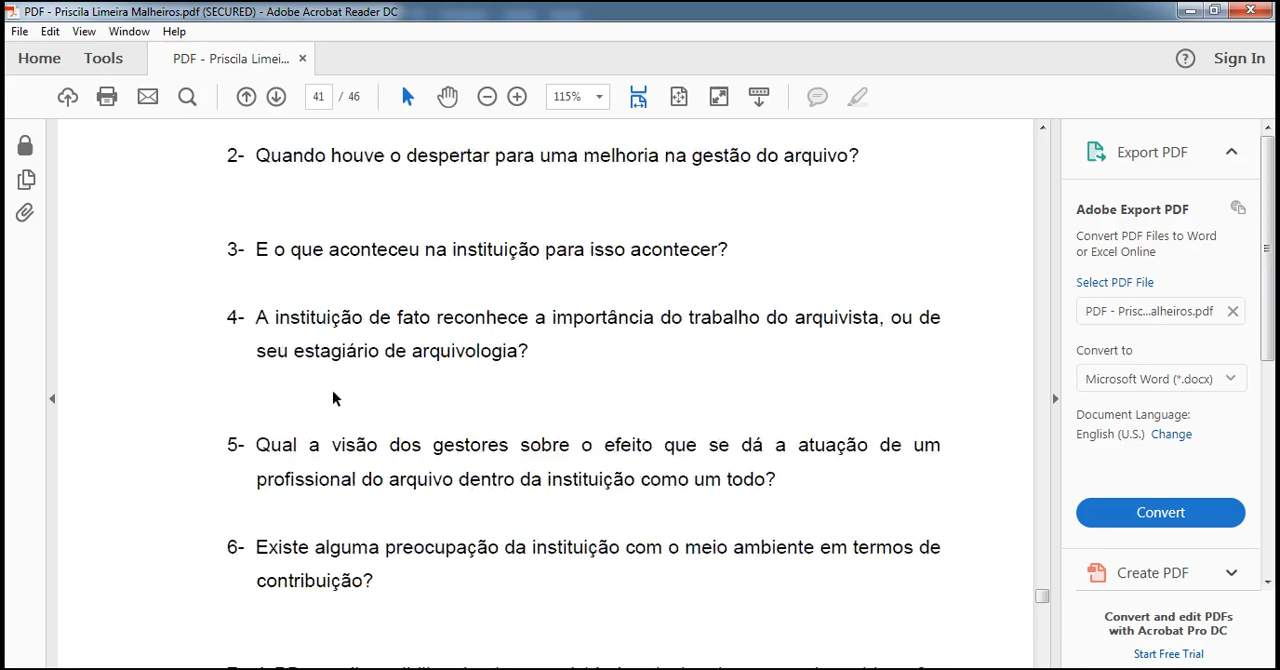 PDF - Priscila Limeira Malheiros.pdf (SECURED) - Adobe Acrobat Reader DC
File Edit View Window Help
Home Tools PDF - Priscila Limei... × Sign In
41 / 46 115%
2- Quando houve o despertar para uma melhoria na gestão do arquivo?
3- E o que aconteceu na instituição para isso acontecer?
4- A instituição de fato reconhece a importância do trabalho do arquivista, ou de
seu estagiário de arquivologia?
5- Qual a visão dos gestores sobre o efeito que se dá a atuação de um
profissional do arquivo dentro da instituição como um todo?
6- Existe alguma preocupação da instituição com o meio ambiente em termos de
contribuição?
Export PDF
Adobe Export PDF
Convert PDF Files to Word
or Excel Online
Select PDF File
PDF - Prisc...alheiros.pdf
Convert to
Microsoft Word (*.docx)
Document Language:
English (U.S.) Change
Convert
Create PDF
Convert and edit PDFs
with Acrobat Pro DC
Start Free Trial